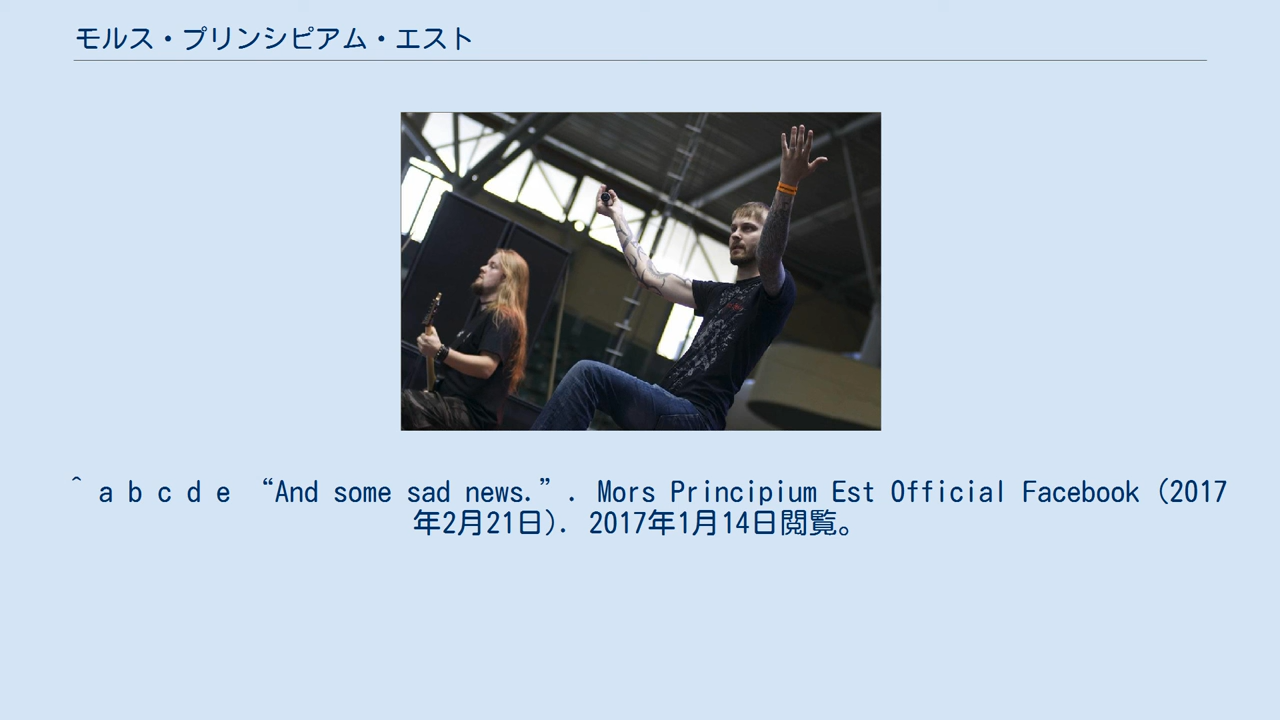 モルス・プリンシピアム・エスト
^ a b c d e “And some sad news.”. Mors Principium Est Official Facebook (2017
年2月21日). 2017年1月14日閲覧。